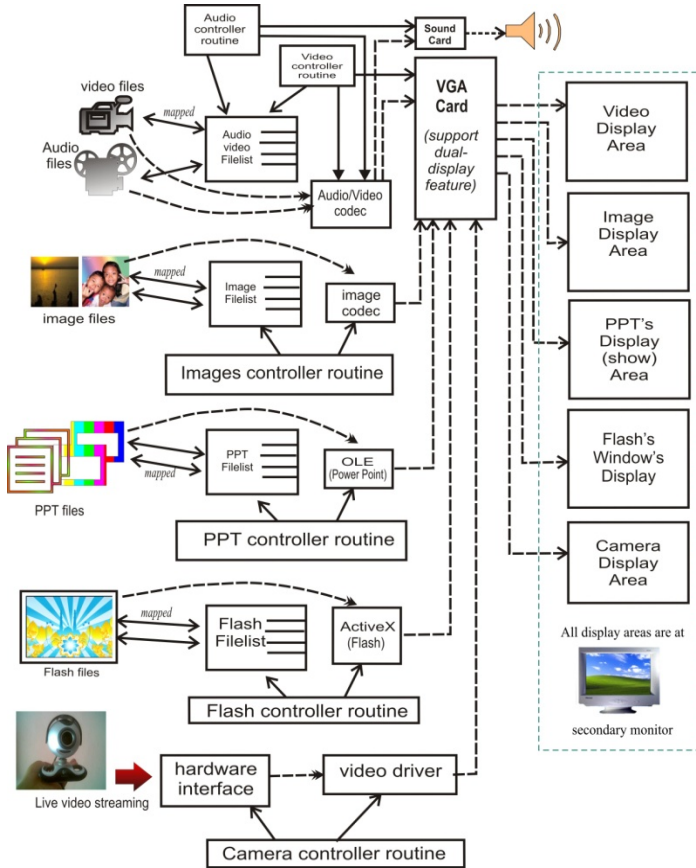 Audio
controller
routine
Sound
Card
Video
controller
routine
video files
mapped
Audio
files
Audio
video
Filelist
Audio/Video
codec
VGA
Card
(support
dual-
display
feature)
Video
Display
Area
Image
Display
Area
PPT's
Display
(show)
Area
Flash's
Window's
Display
Camera
Display
Area
All display areas are at
secondary monitor
mapped
image files
Image
Filelist
image
codec
Images controller routine
mapped
PPT files
PPT
Filelist
OLE
(Power Point)
PPT controller routine
mapped
Flash files
Flash
Filelist
ActiveX
(Flash)
Flash controller routine
Live video streaming
hardware
interface
video driver
Camera controller routine